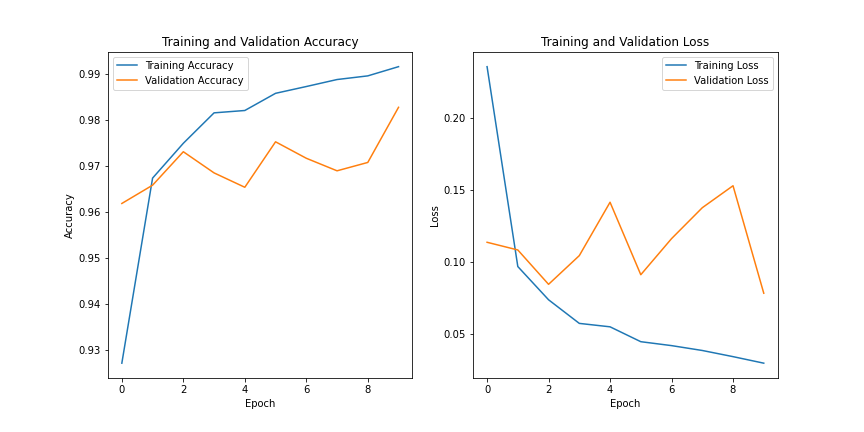 Training and Validation Accuracy
Training Accuracy
Validation Accuracy
0.99
0.98
0.97
0.96
0.95
0.94
0.93
Accuracy
0 2 4 6 8
Epoch
Training and Validation Loss
Training Loss
Validation Loss
0.20
0.15
0.10
0.05
Loss
0 2 4 6 8
Epoch